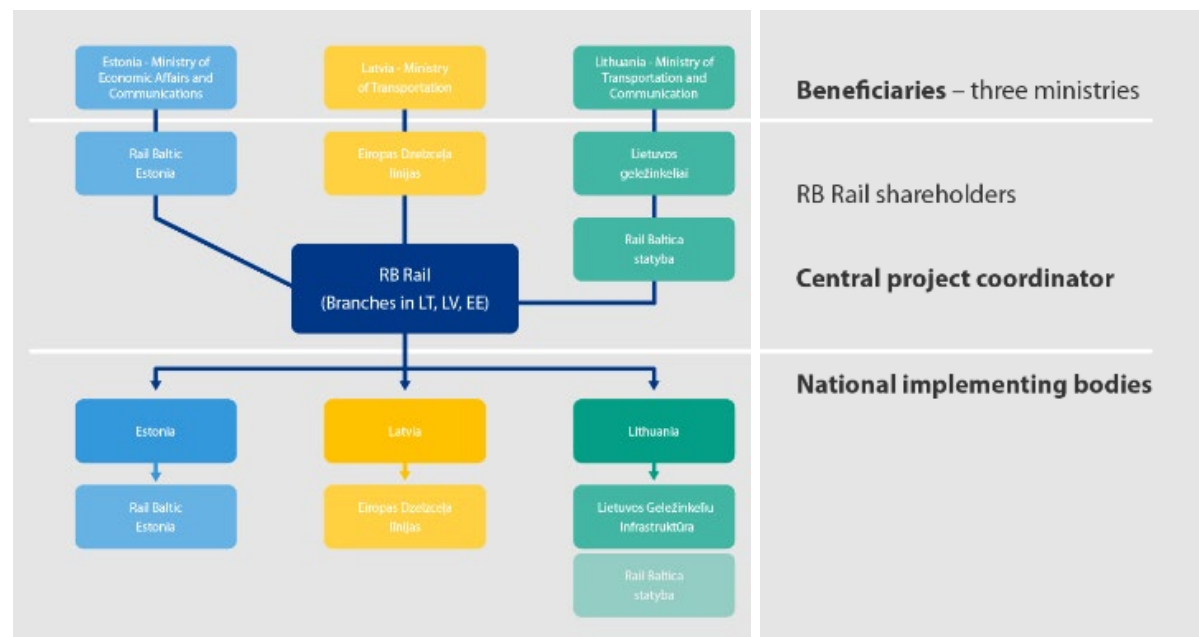 Estonia - Ministry of
Economic Affairs and
Communications
Latvia - Ministry
of Transportation
Lithuania - Ministry of
Transportation and
Communication
Beneficiaries – three ministries
Rail Baltic
Estonia
Eiropas Dzelzceļa
līnijas
Lietuvos
geležinkeliai
RB Rail shareholders
Rail Baltica
statyba
RB Rail
(Branches in LT, LV, EE)
Central project coordinator
National implementing bodies
Estonia
Latvia
Lithuania
Rail Baltic
Estonia
Eiropas Dzelzceļa
līnijas
Lietuvos Geležinkeliu
Infrastruktūra
Rail Baltica
statyba